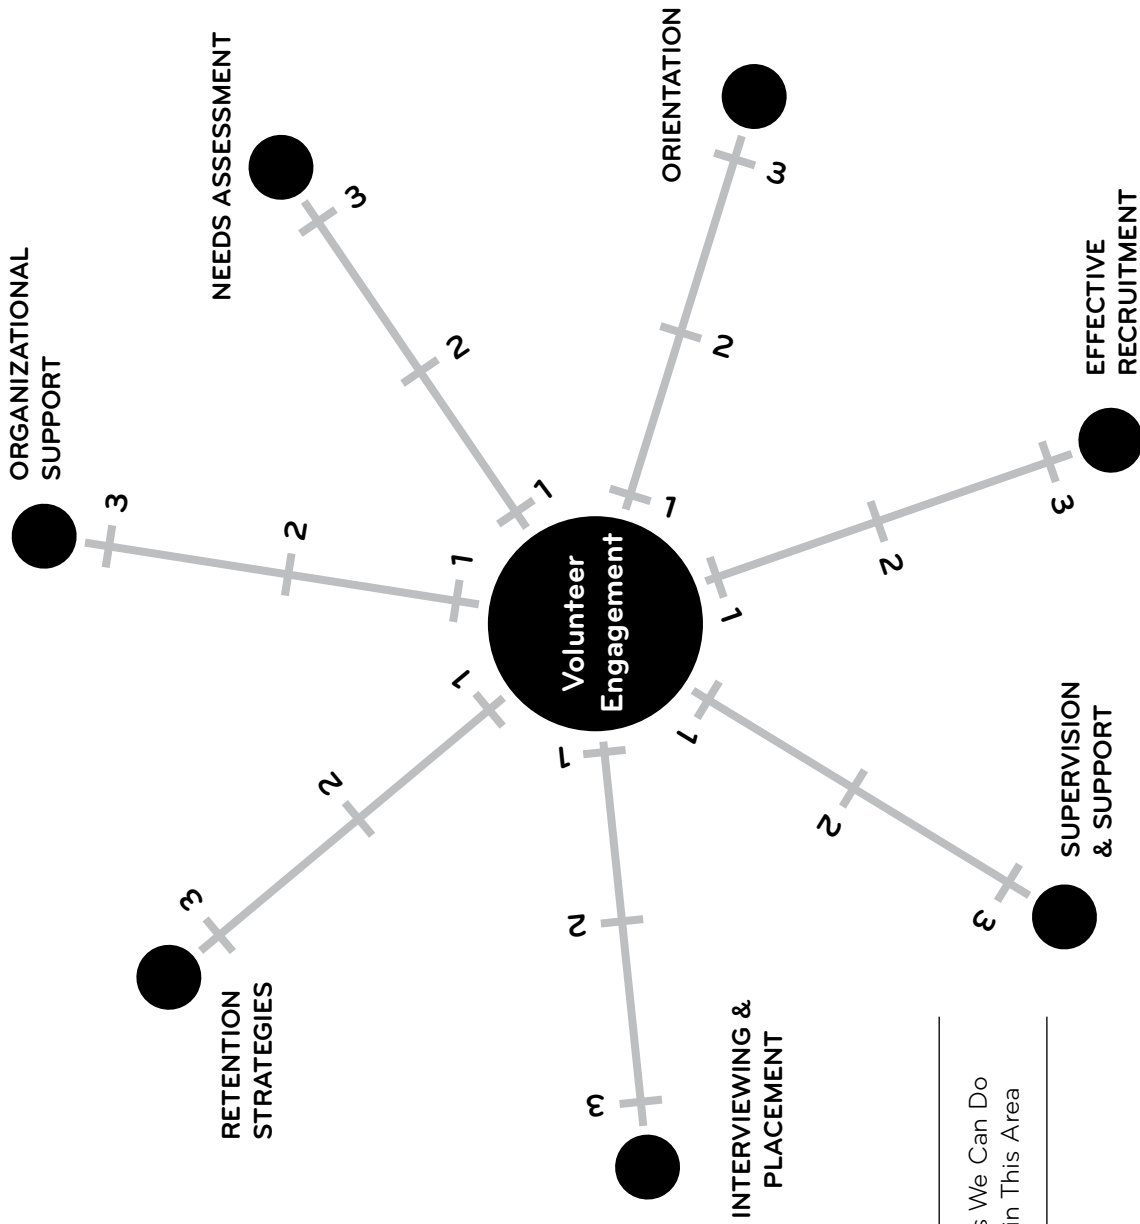 ORGANIZATIONAL
SUPPORT
3
2
1
NEEDS ASSESSMENT
3
2
1
ORIENTATION
3
2
1
EFFECTIVE
RECRUITMENT
3
2
1
SUPERVISION
& SUPPORT
3
2
1
INTERVIEWING &
PLACEMENT
3
2
1
RETENTION
STRATEGIES
3
2
1
Volunteer
Engagement
We Can Do
in This Area